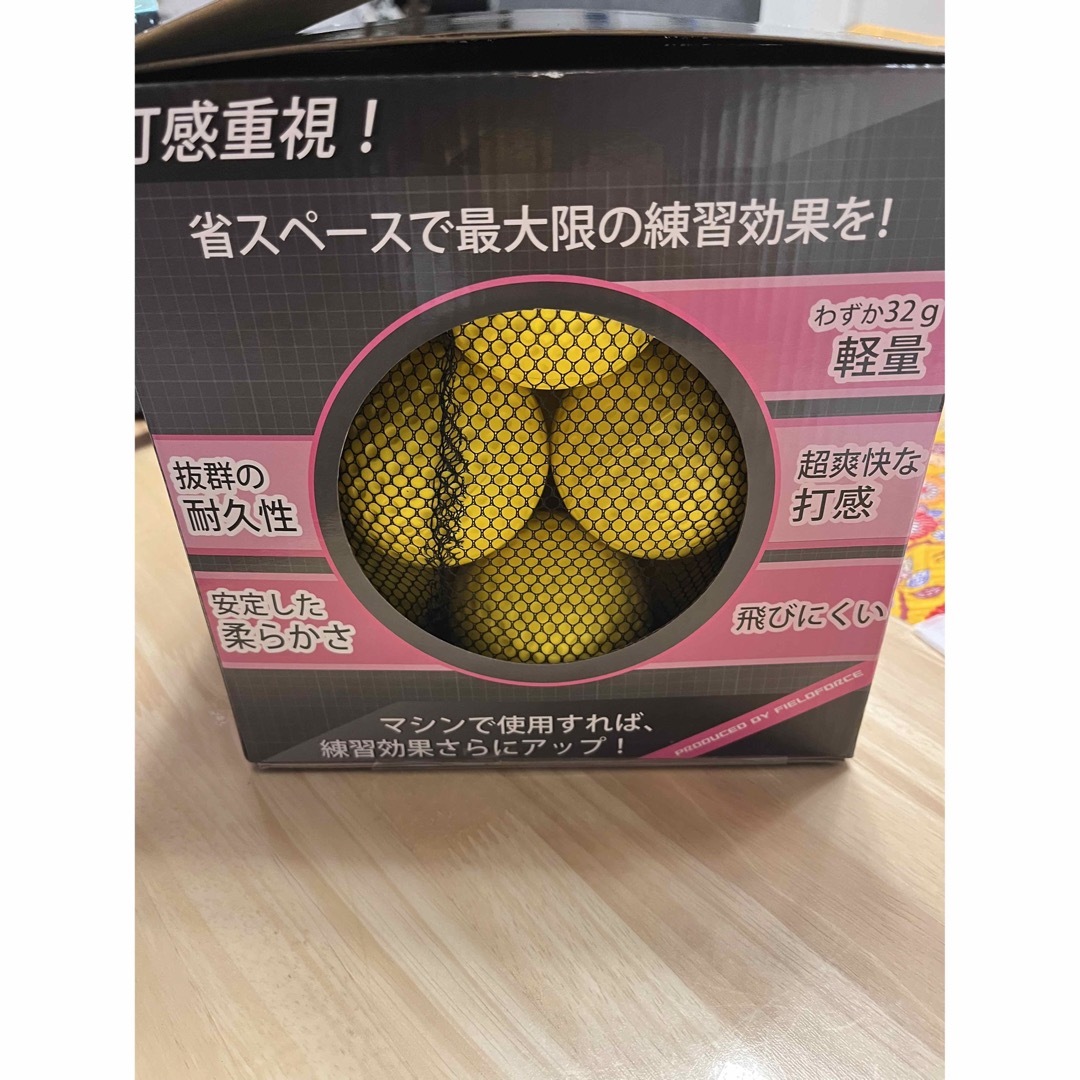 打感重視！
省スペースで最大限の練習効果を!
わずか32g
軽量
抜群の
耐久性
超爽快な
打感
安定した
柔らかさ
飛びにくい
マシンで使用すれば、
練習効果さらにアップ！
PRODUCED BY FIELDFORCE